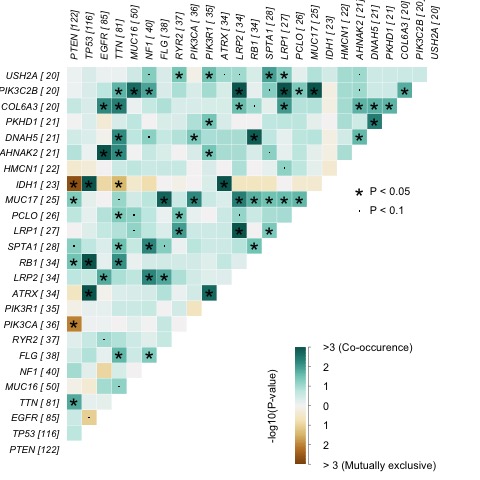 PTEN [122]
TP53 [116]
EGFR [ 85]
TTN [ 81]
MUC16 [ 50]
NF1 [ 40]
FLG [ 38]
RYR2 [ 37]
PIK3CA [ 36]
PIK3R1 [ 35]
ATRX [ 34]
LRP2 [ 34]
RB1 [ 34]
SPTA1 [ 28]
LRP1 [ 27]
PCLO [ 26]
MUC17 [ 25]
IDH1 [ 23]
HMCN1 [ 22]
AHNAK2 [ 21]
DNAH5 [ 21]
PKHD1 [ 21]
COL6A3 [ 20]
PIK3C2B [ 20]
USH2A [ 20]
USH2A [ 20]
PIK3C2B [ 20]
COL6A3 [ 20]
PKHD1 [ 21]
DNAH5 [ 21]
AHNAK2 [ 21]
HMCN1 [ 22]
IDH1 [ 23]
MUC17 [ 25]
PCLO [ 26]
LRP1 [ 27]
SPTA1 [ 28]
RB1 [ 34]
LRP2 [ 34]
ATRX [ 34]
PIK3R1 [ 35]
PIK3CA [ 36]
RYR2 [ 37]
FLG [ 38]
NF1 [ 40]
MUC16 [ 50]
TTN [ 81]
EGFR [ 85]
TP53 [116]
PTEN [122]
* P < 0.05
· P < 0.1
-log10(P-value)
>3 (Co-occurence)
2
1
0
1
2
> 3 (Mutually exclusive)